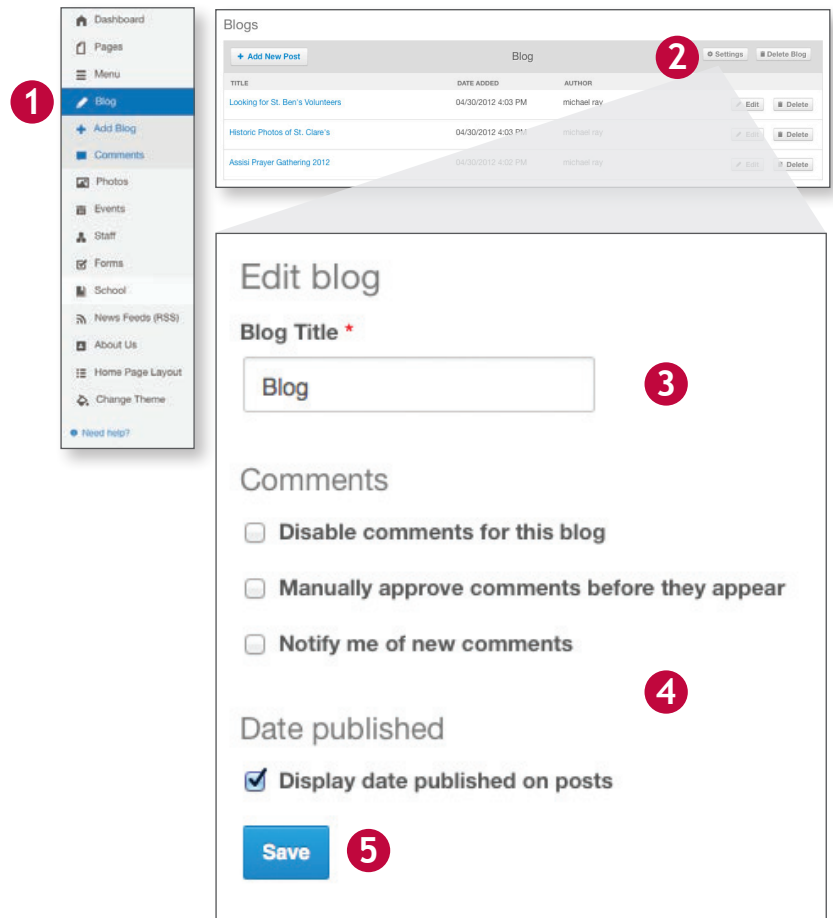 Dashboard
Pages
Menu
1
Blog
Add Blog
Comments
Photos
Events
Staff
Forms
School
News Feeds (RSS)
About Us
Home Page Layout
Change Theme
Need help?
Blogs
+ Add New Post Blog 2 Settings Delete Blog
TITLE DATE ADDED AUTHOR
Looking for St. Ben's Volunteers 04/30/2012 4:03 PM michael ray Edit Delete
Historic Photos of St. Clare's 04/30/2012 4:03 PM michael ray Edit Delete
Assisi Prayer Gathering 2012 04/30/2012 4:02 PM michael ray Edit Delete
Edit blog
Blog Title *
Blog 3
Comments
Disable comments for this blog
Manually approve comments before they appear
Notify me of new comments
4
Date published
Display date published on posts
Save 5